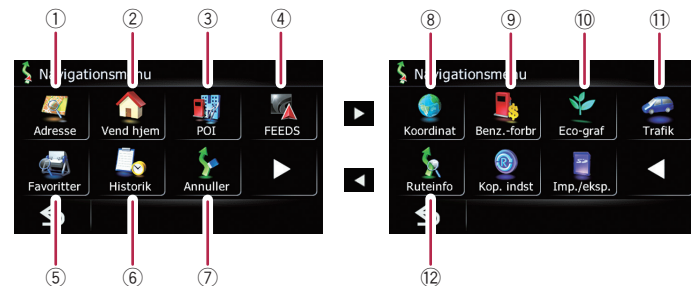 ① ② ③ ④
Navigationsmenu
Adresse Vend hjem POI FEEDS
Favoritter Historik Annuller
⑤ ⑥ ⑦
⑧ ⑨ ⑩ ⑪
Navigationsmenu
Koordinat Benz.-forbr Eco-graf Trafik
Ruteinfo Kop. indst Imp./eksp.
⑫